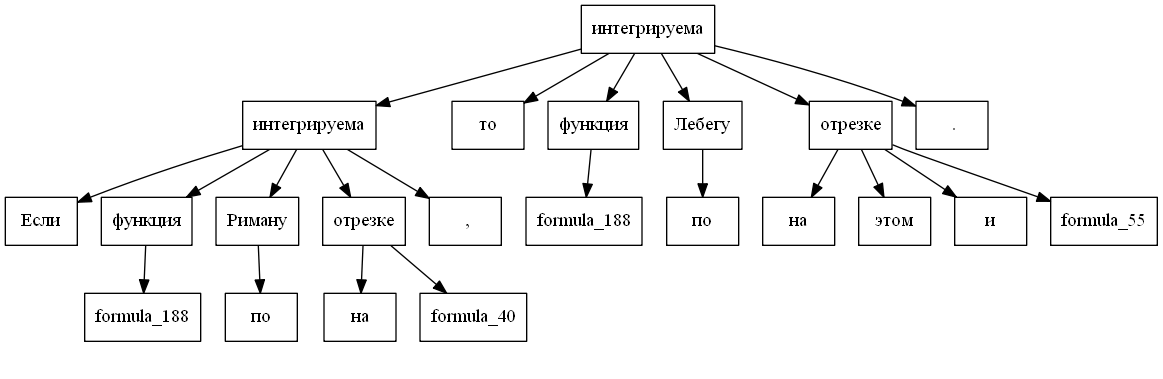 интегрируема
интегрируема то функция Лебегу отрезке .
Если функция Риману отрезке , formula_188 по на этом и formula_55
formula_188 по на formula_40